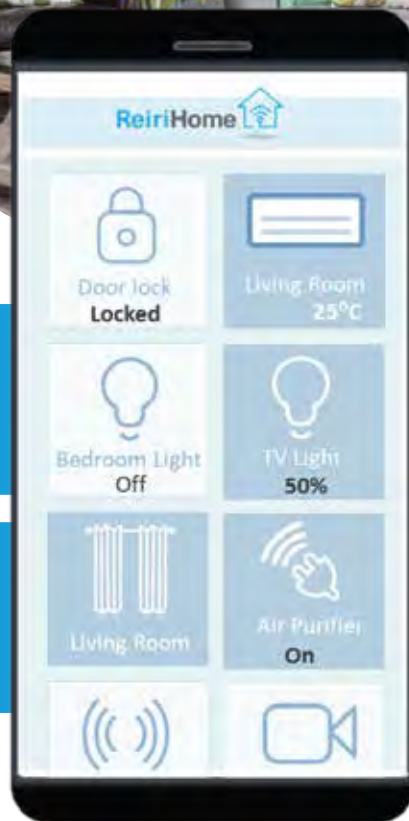 ReiriHome
Door lock
Locked
Living Room
25°C
Bedroom Light
Off
TV Light
50%
Living Room
Air Purifier
On